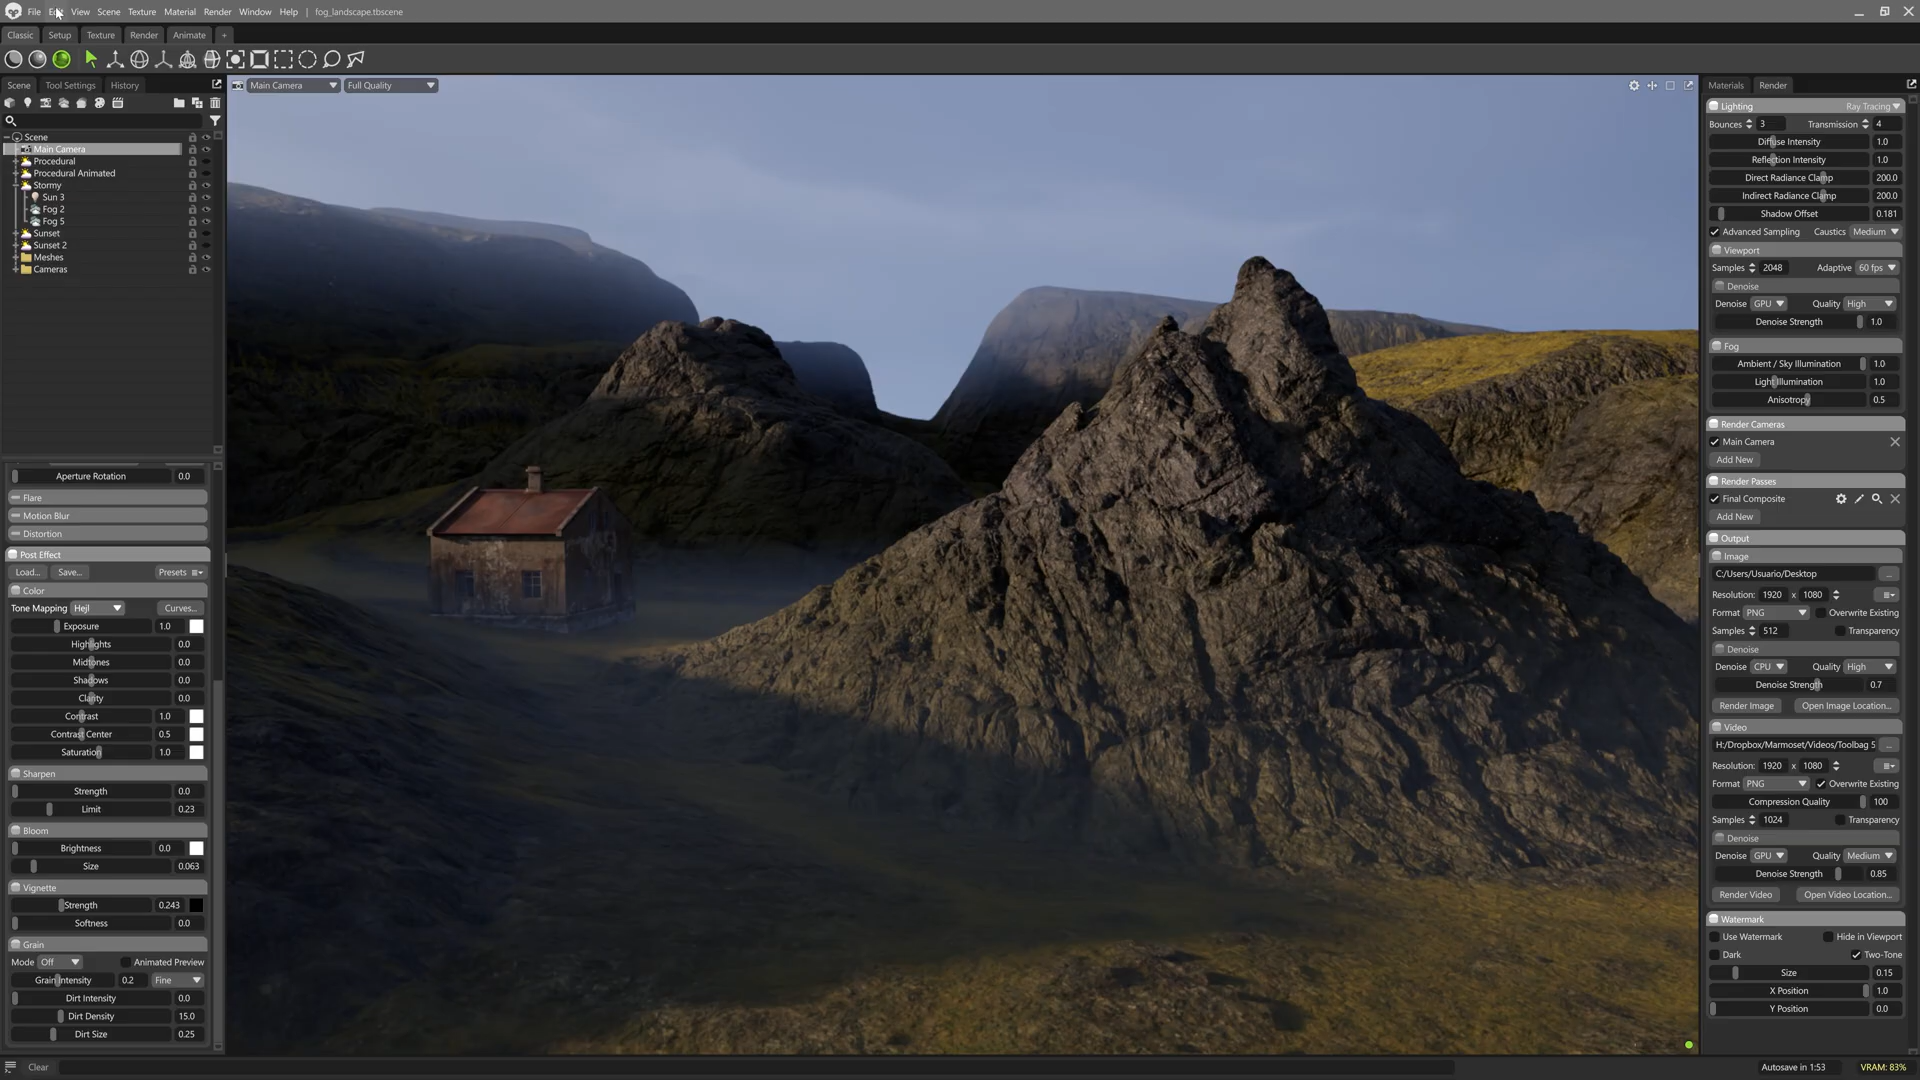 File Edit View Scene Texture Material Render Window Help | fog_landscape.tbscene
Classic Setup Texture Render Animate +
Scene Tool Settings History
Scene
Main Camera
Procedural
Procedural Animated
Stormy
Sun 3
Fog 2
Fog 5
Sunset
Sunset 2
Meshes
Cameras
Aperture Rotation 0.0
Flare
Motion Blur
Distortion
Post Effect
Load... Save... Presets
Color
Tone Mapping Hejl Curves...
Exposure 1.0
Highlights 0.0
Midtones 0.0
Shadows 0.0
Clarity 0.0
Contrast 1.0
Contrast Center 0.5
Saturation 1.0
Sharpen
Strength 0.0
Limit 0.23
Bloom
Brightness 0.0
Size 0.063
Vignette
Strength 0.243
Softness 0.0
Grain
Mode Off Animated Preview
Grain Intensity 0.2 Fine
Dirt Intensity 0.0
Dirt Density 15.0
Dirt Size 0.25
Clear
Main Camera Full Quality
Materials Render
Lighting Ray Tracing
Bounces 3 Transmission 4
Diffuse Intensity 1.0
Reflection Intensity 1.0
Direct Radiance Clamp 200.0
Indirect Radiance Clamp 200.0
Shadow Offset 0.181
Advanced Sampling Caustics Medium
Viewport
Samples 2048 Adaptive 60 fps
Denoise
Denoise GPU Quality High
Denoise Strength 1.0
Fog
Ambient / Sky Illumination 1.0
Light Illumination 1.0
Anisotropy 0.5
Render Cameras
Main Camera
Add New
Render Passes
Final Composite
Add New
Output
Image
C:/Users/Usuario/Desktop ...
Resolution: 1920 x 1080
Format PNG Overwrite Existing
Samples 512 Transparency
Denoise
Denoise CPU Quality High
Denoise Strength 0.7
Render Image Open Image Location...
Video
H:/Dropbox/Marmoset/Videos/Toolbag 5 ...
Resolution: 1920 x 1080
Format PNG Overwrite Existing
Compression Quality 100
Samples 1024 Transparency
Denoise
Denoise GPU Quality Medium
Denoise Strength 0.85
Render Video Open Video Location...
Watermark
Use Watermark Hide in Viewport
Dark Two-Tone
Size 0.15
X Position 1.0
Y Position 0.0
Autosave in 1:53 VRAM: 83%